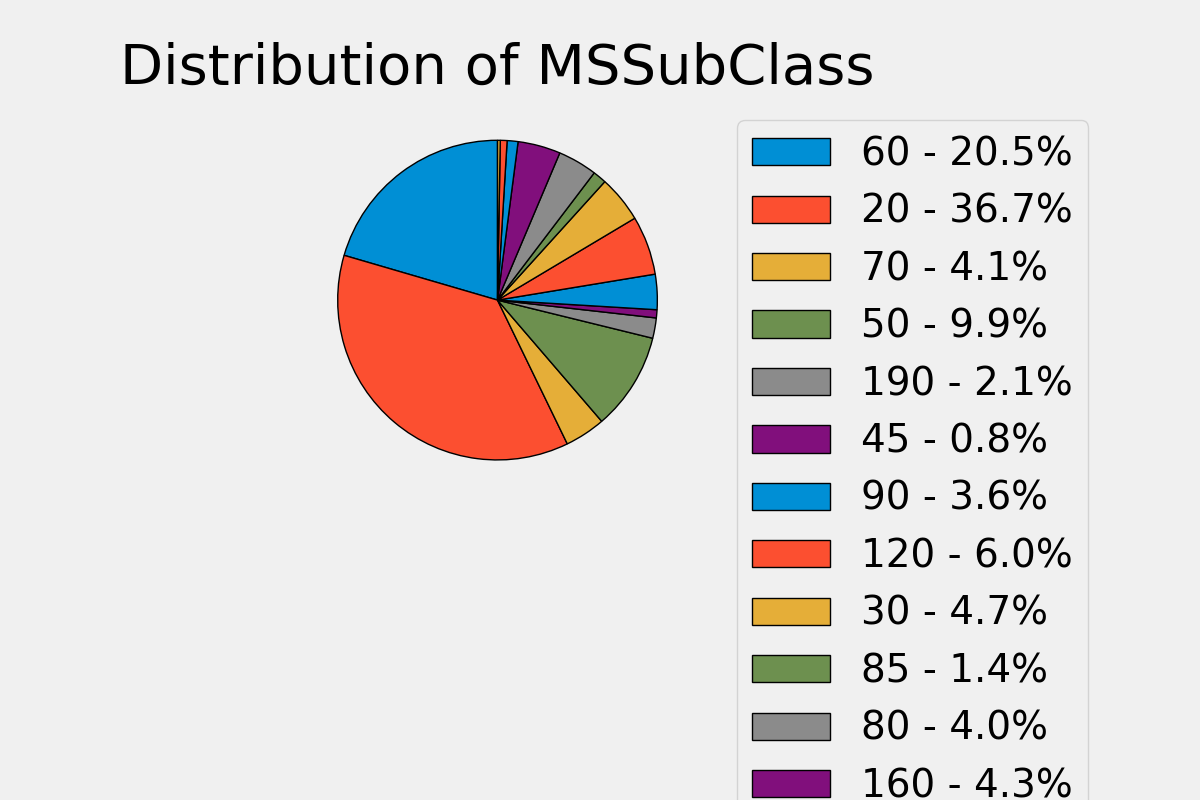 Distribution of MSSubClass
60 - 20.5%
20 - 36.7%
70 - 4.1%
50 - 9.9%
190 - 2.1%
45 - 0.8%
90 - 3.6%
120 - 6.0%
30 - 4.7%
85 - 1.4%
80 - 4.0%
160 - 4.3%